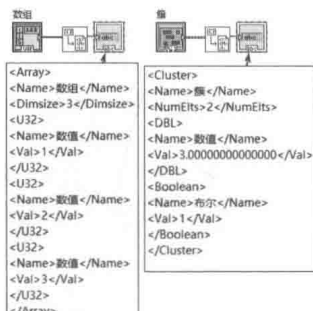 数组
<Array>
<Name>数组</Name>
<Dimsize>3</Dimsize>
<U32>
<Name>数值</Name>
<Val>1</Val>
</U32>
<U32>
<Name>数值</Name>
<Val>2</Val>
</U32>
<U32>
<Name>数值</Name>
<Val>3</Val>
</U32>
</Array>
簇
<Cluster>
<Name>簇</Name>
<NumElts>2</NumElts>
<DBL>
<Name>数值</Name>
<Val>3.00000000000000</Val>
</DBL>
<Boolean>
<Name>布尔</Name>
<Val>1</Val>
</Boolean>
</Cluster>